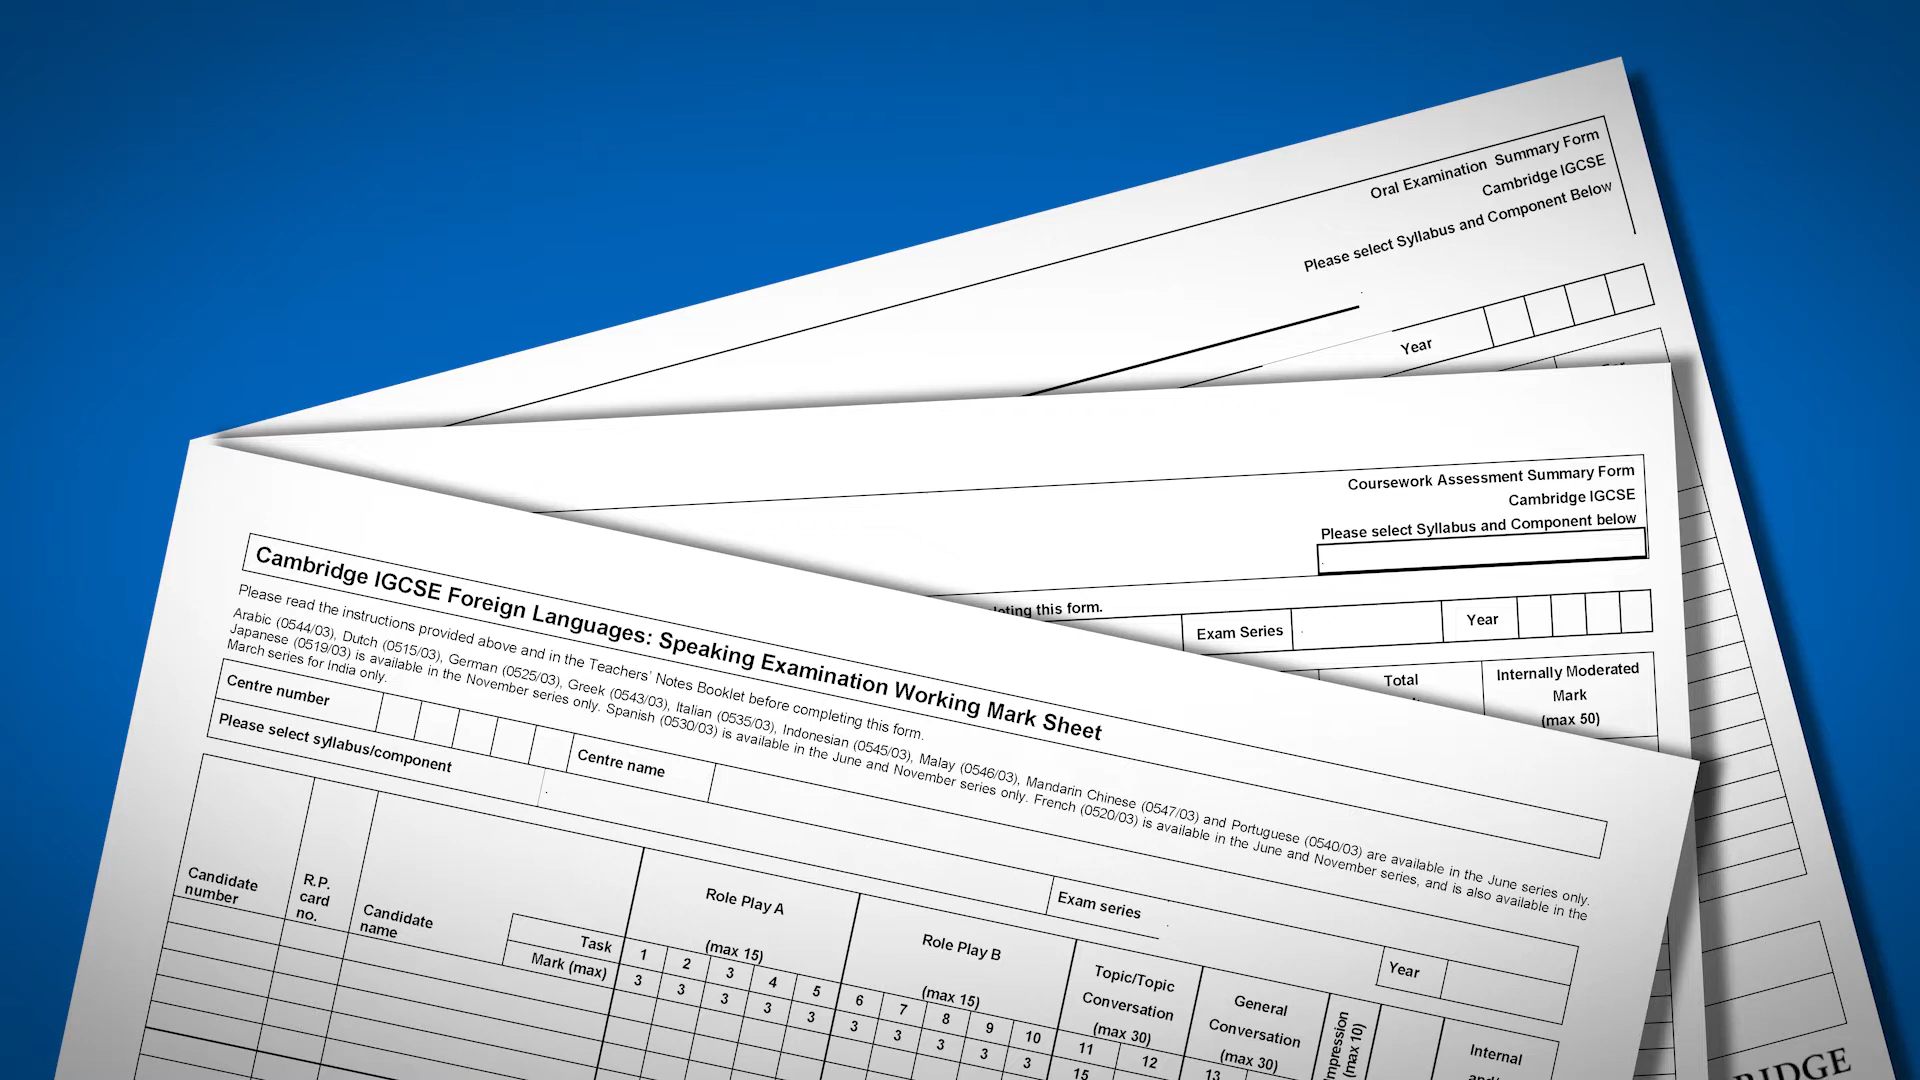 Oral Examination Summary Form
Cambridge IGCSE
Please select Syllabus and Component Below
Year
Coursework Assessment Summary Form
Cambridge IGCSE
Please select Syllabus and Component below
this form.
Exam Series
Year
Total
Internally Moderated
Mark
(max 50)
Cambridge IGCSE Foreign Languages: Speaking Examination Working Mark Sheet
Please read the instructions provided above and in the Teachers' Notes Booklet before completing this form.
Arabic (0544/03), Dutch (0515/03), German (0525/03), Greek (0543/03), Italian (0535/03), Indonesian (0545/03), Malay (0546/03), Mandarin Chinese (0547/03) and Portuguese (0540/03) are available in the June series only.
Japanese (0519/03) is available in the November series only. Spanish (0530/03) is available in the June and November series only. French (0520/03) is available in the June and November series, and is also available in the
March series for India only.
Centre number
Centre name
Please select syllabus/component
Exam series
Year
Candidate
number
R.P.
card
no.
Candidate
name
Task
Mark (max)
Role Play A
(max 15)
1 2 3 4 5
3 3 3 3 3
Role Play B
(max 15)
6 7 8 9 10
3 3 3 3 3
Topic/Topic
Conversation
(max 30)
11 12
15
General
Conversation
(max 30)
13
(max 10)
Internal